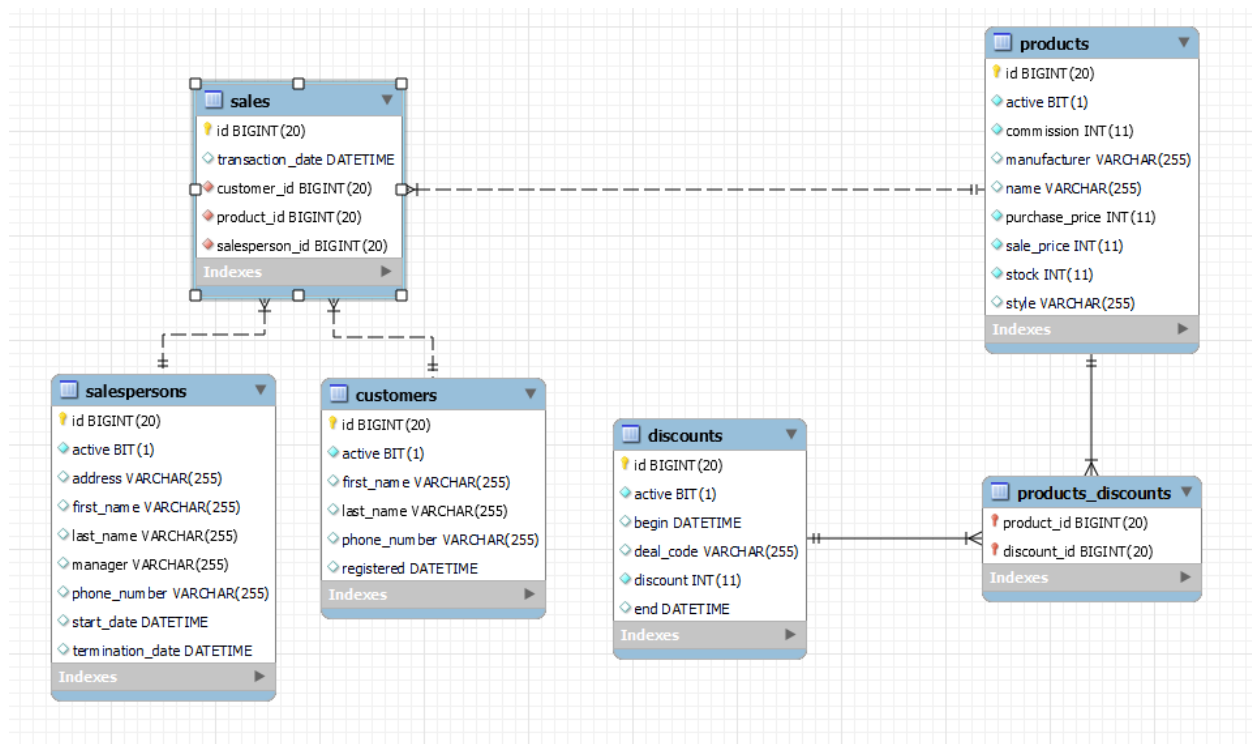 sales
id BIGINT(20)
transaction_date DATETIME
customer_id BIGINT(20)
product_id BIGINT(20)
salesperson_id BIGINT(20)
Indexes
products
id BIGINT(20)
active BIT(1)
commission INT(11)
manufacturer VARCHAR(255)
name VARCHAR(255)
purchase_price INT(11)
sale_price INT(11)
stock INT(11)
style VARCHAR(255)
Indexes
salespersons
id BIGINT(20)
active BIT(1)
address VARCHAR(255)
first_name VARCHAR(255)
last_name VARCHAR(255)
manager VARCHAR(255)
phone_number VARCHAR(255)
start_date DATETIME
termination_date DATETIME
Indexes
customers
id BIGINT(20)
active BIT(1)
first_name VARCHAR(255)
last_name VARCHAR(255)
phone_number VARCHAR(255)
registered DATETIME
Indexes
discounts
id BIGINT(20)
active BIT(1)
begin DATETIME
deal_code VARCHAR(255)
discount INT(11)
end DATETIME
Indexes
products_discounts
product_id BIGINT(20)
discount_id BIGINT(20)
Indexes